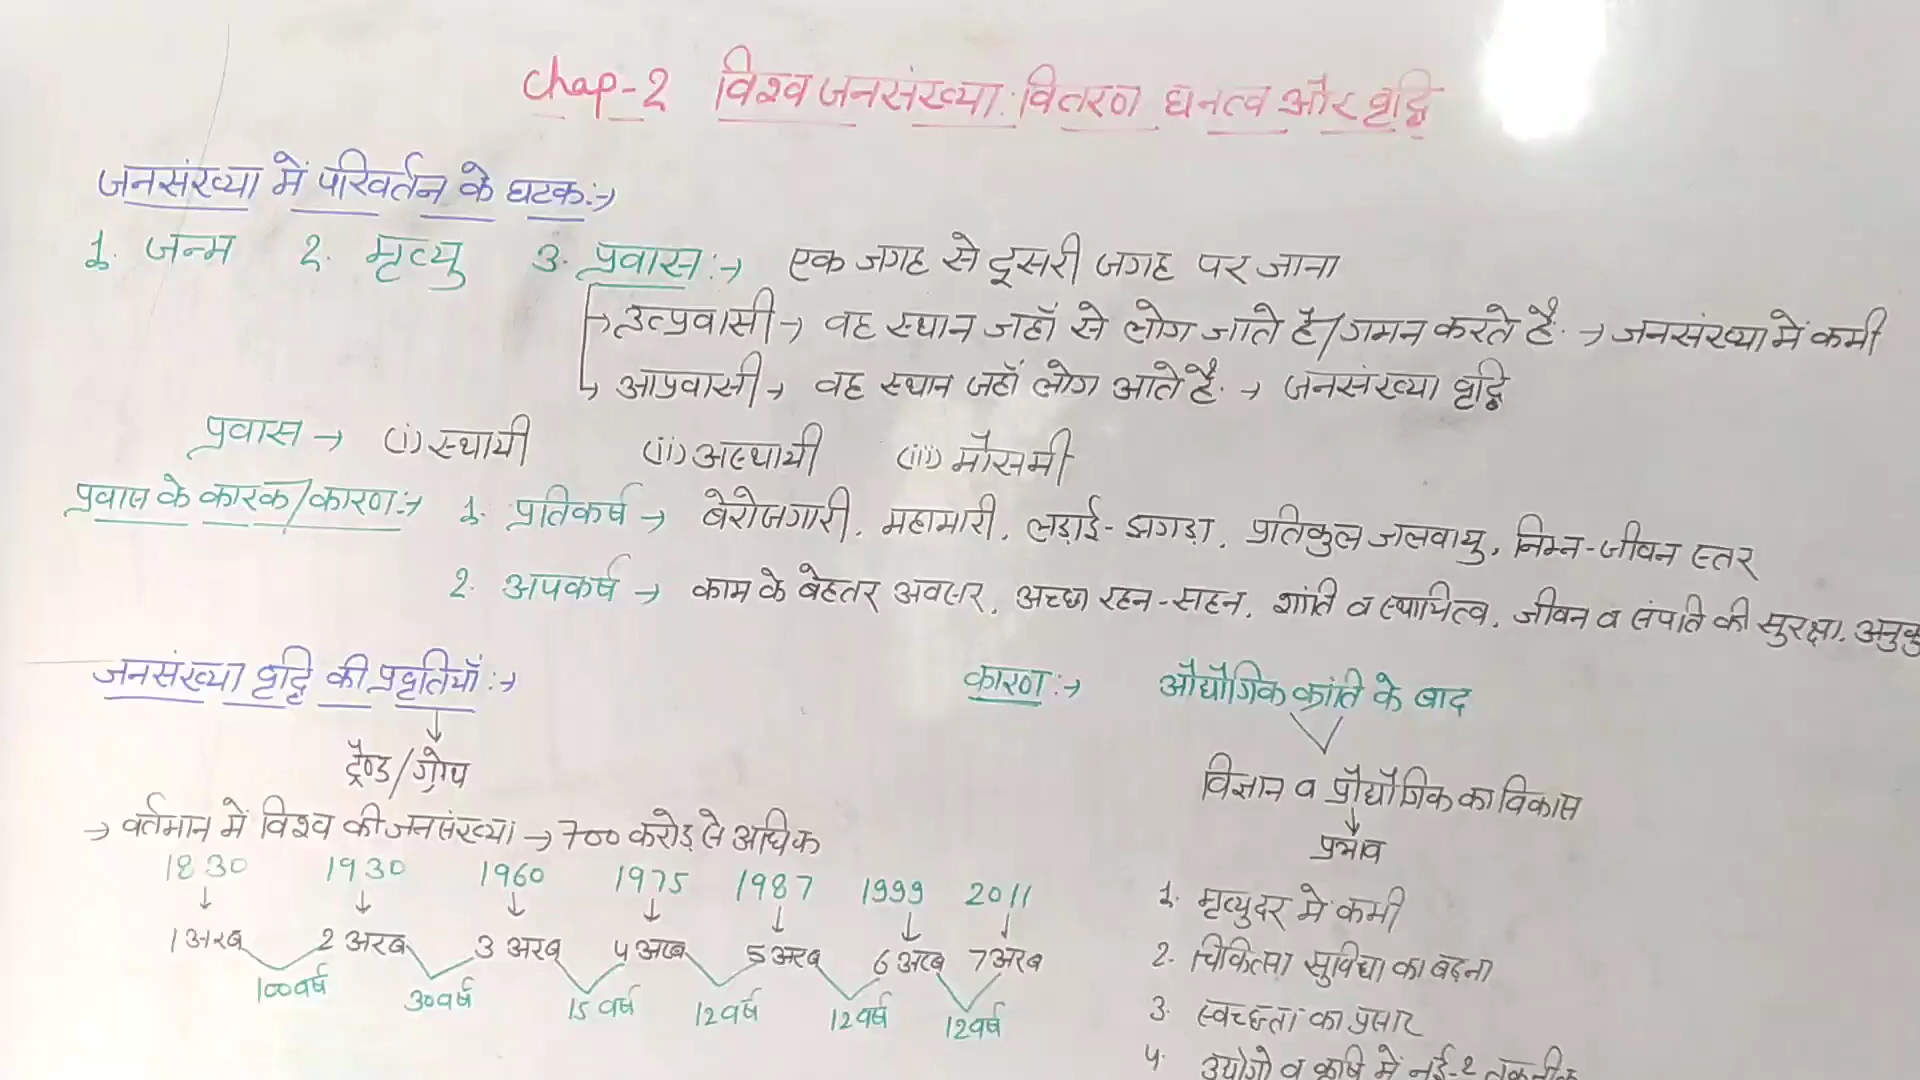 Chap-2 विश्व जनसंख्या: वितरण घनत्व और वृद्धि
जनसंख्या में परिवर्तन के घटक:→
1. जन्म 2. मृत्यु 3. प्रवास:→ एक जगह से दूसरी जगह पर जाना
→ उत्प्रवासी → वह स्थान जहाँ से लोग जाते है/गमन करते है. → जनसंख्या में कमी
↳ आप्रवासी → वह स्थान जहाँ लोग आते है. → जनसंख्या वृद्धि
प्रवास → (i) स्थायी (ii) अस्थायी (iii) मौसमी
प्रवास के कारक/कारण:→ 1. प्रतिकर्ष → बेरोजगारी, महामारी, लड़ाई-झगड़ा, प्रतिकुल जलवायु, निम्न-जीवन स्तर
2. अपकर्ष → काम के बेहतर अवसर, अच्छा रहन-सहन, शांति व स्थायित्व, जीवन व संपति की सुरक्षा, अनुकु
जनसंख्या वृद्धि की प्रवृतियाँ:→
↓
ट्रैण्ड/ग्रोथ
→ वर्तमान में विश्व की जनसंख्या → 700 करोड़ से अधिक
1830 1930 1960 1975 1987 1999 2011
↓ ↓ ↓ ↓ ↓ ↓ ↓
1 अरब 2 अरब 3 अरब 4 अरब 5 अरब 6 अरब 7 अरब
100 वर्ष 30 वर्ष 15 वर्ष 12 वर्ष 12 वर्ष 12 वर्ष
कारण:→ औद्यौगिक क्रांति के बाद
विज्ञान व प्रौद्यौगिक का विकास
↓
प्रभाव
1. मृत्युदर में कमी
2. चिकित्सा सुविधा का बढ़ना
3. स्वच्छता का प्रसार
4. उद्योगो व कृषि में नई-2 तकनीक